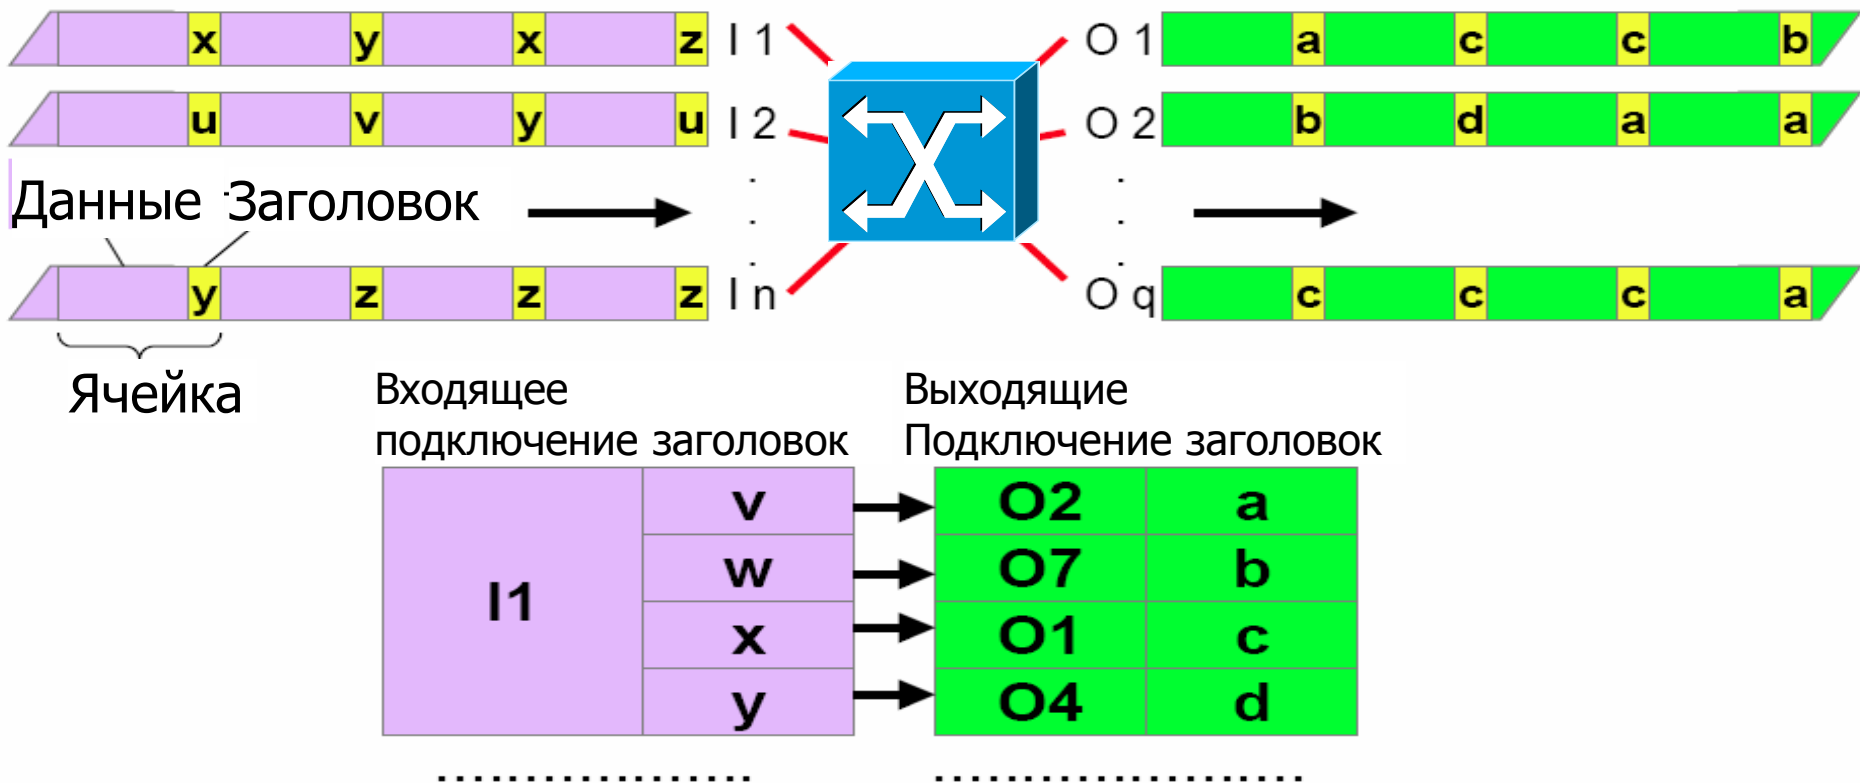 x y x z I 1 O 1 a c c b
u v y u I 2 O 2 b d a a
Данные Заголовок
y z z z I n O q c c c a
Ячейка
Входящее
подключение заголовок
Выходящие
Подключение заголовок
I1
v O2 a
w O7 b
x O1 c
y O4 d